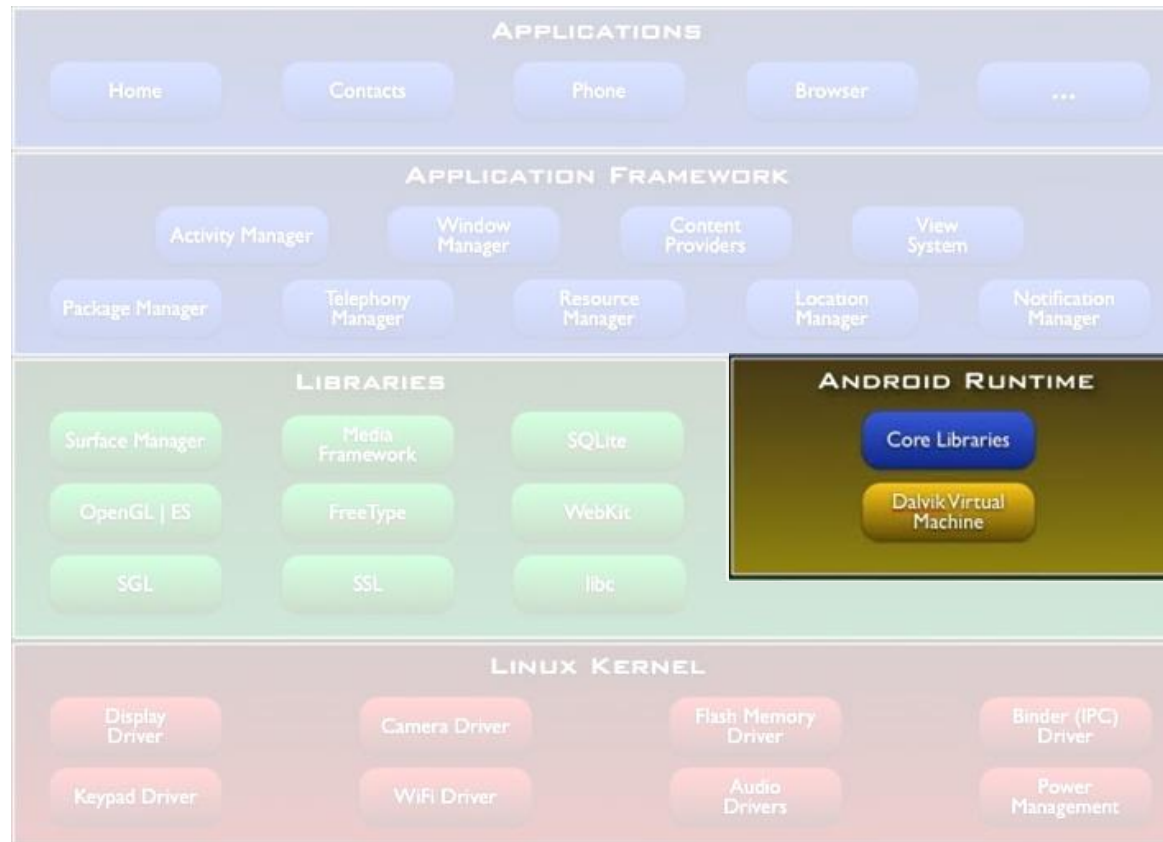 APPLICATIONS
Home
Contacts
Phone
Browser
...
APPLICATION FRAMEWORK
Activity Manager
Window
Manager
Content
Providers
View
System
Package Manager
Telephony
Manager
Resource
Manager
Location
Manager
Notification
Manager
LIBRARIES
Surface Manager
Media
Framework
SQLite
OpenGL | ES
FreeType
WebKit
SGL
SSL
libc
ANDROID RUNTIME
Core Libraries
Dalvik Virtual
Machine
LINUX KERNEL
Display
Driver
Camera Driver
Flash Memory
Driver
Binder (IPC)
Driver
Keypad Driver
WiFi Driver
Audio
Drivers
Power
Management